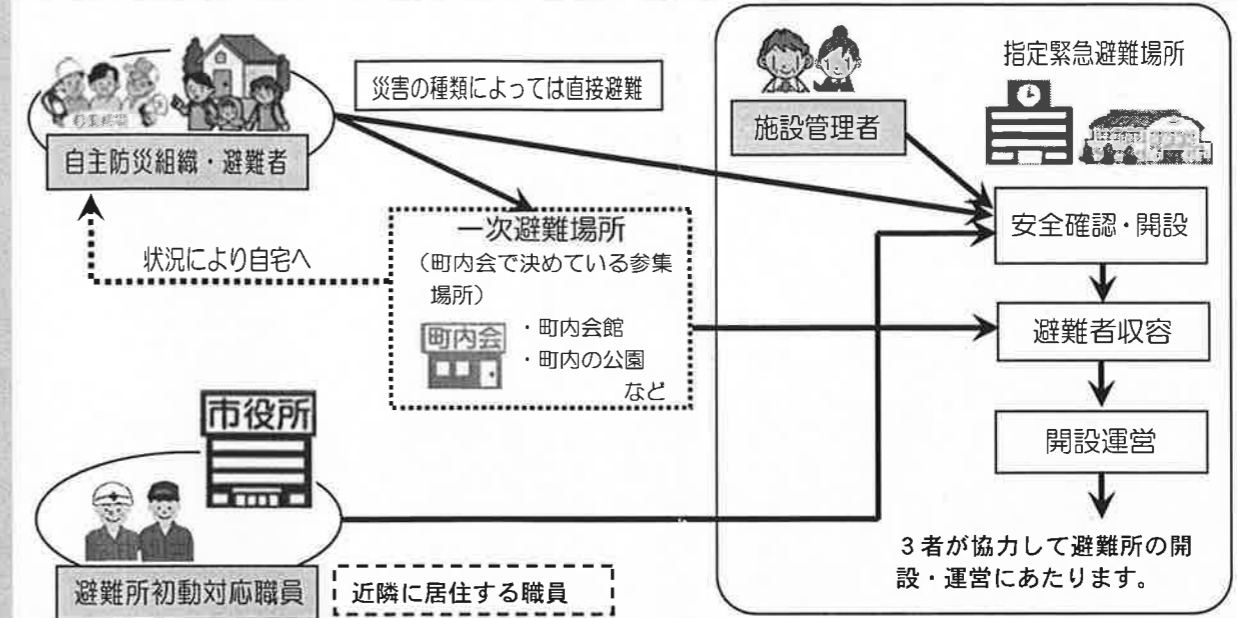 災害の種類によっては直接避難
自主防災組織・避難者
状況により自宅へ
一次避難場所
（町内会で決めている参集
場所）
町内会
・町内会館
・町内の公園
など
市役所
避難所初動対応職員
近隣に居住する職員
施設管理者
指定緊急避難場所
安全確認・開設
避難者収容
開設運営
３者が協力して避難所の開
設・運営にあたります。